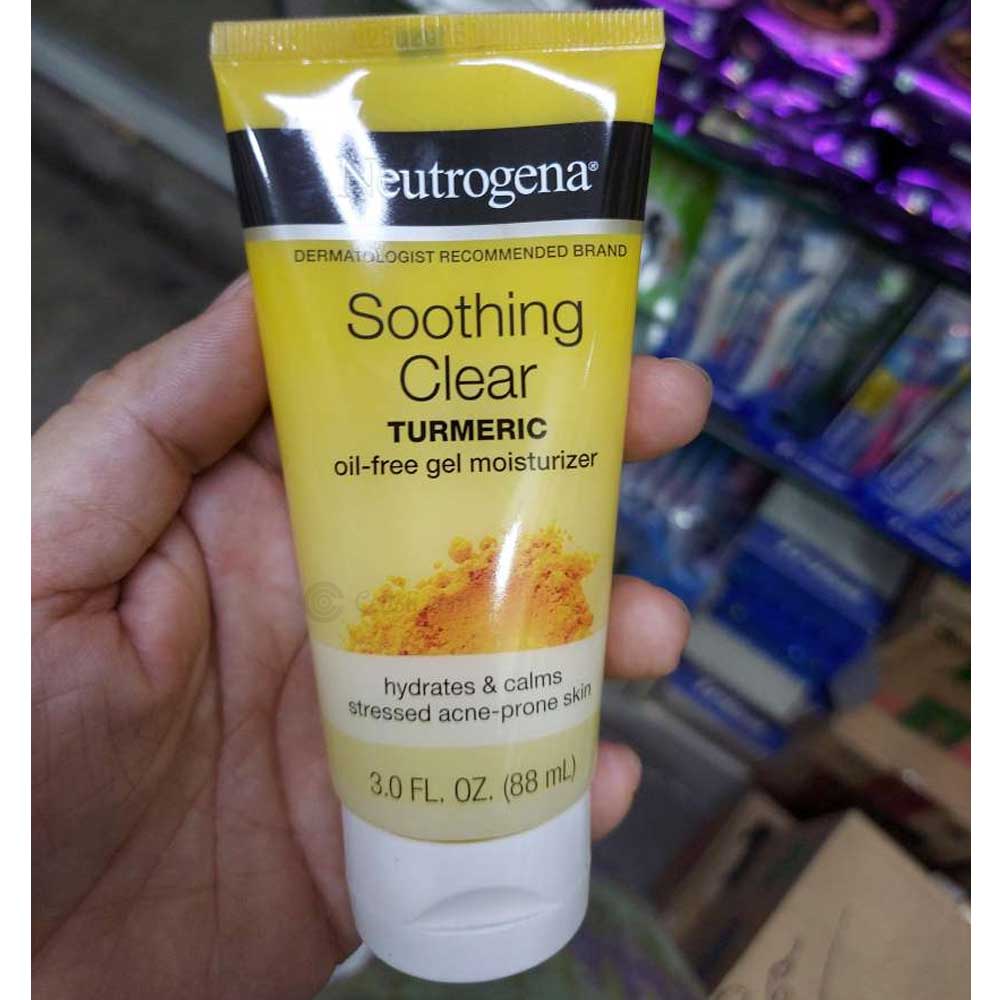 Neutrogena®
DERMATOLOGIST RECOMMENDED BRAND
Soothing
Clear
TURMERIC
oil-free gel moisturizer
hydrates & calms
stressed acne-prone skin
3.0 FL. OZ. (88 mL)